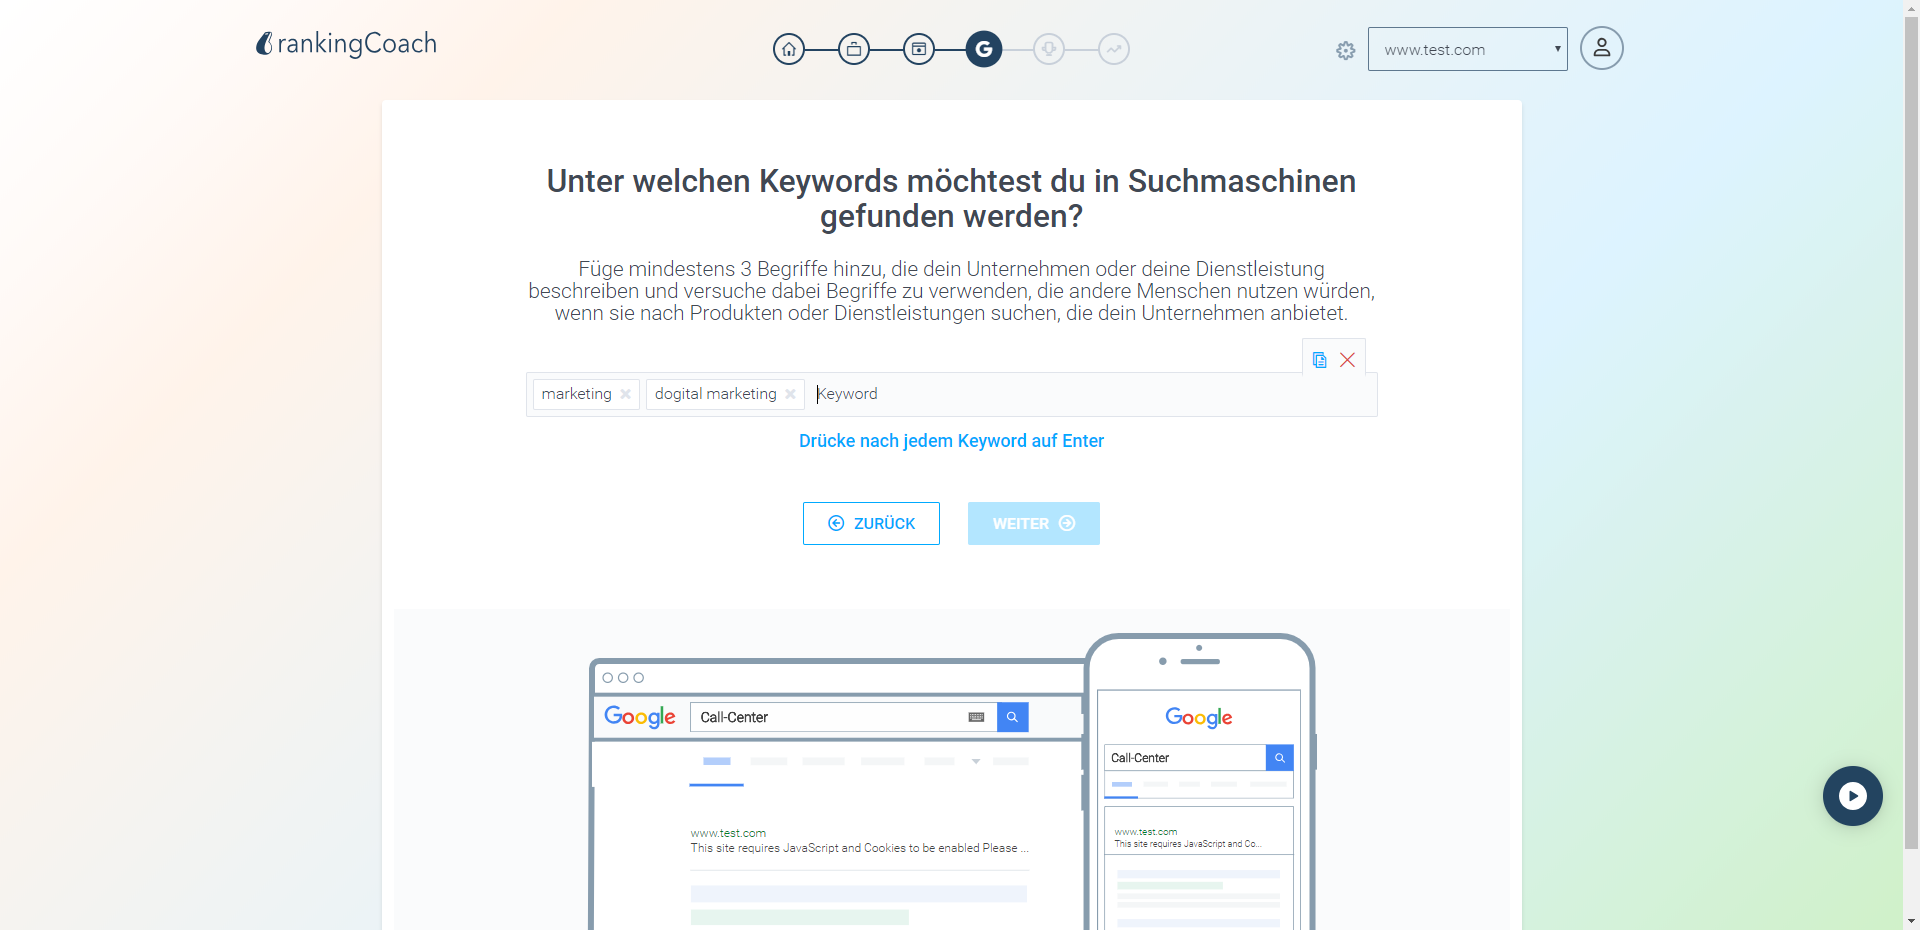 rankingCoach
G
www.test.com
Unter welchen Keywords möchtest du in Suchmaschinen
gefunden werden?
Füge mindestens 3 Begriffe hinzu, die dein Unternehmen oder deine Dienstleistung
beschreiben und versuche dabei Begriffe zu verwenden, die andere Menschen nutzen würden,
wenn sie nach Produkten oder Dienstleistungen suchen, die dein Unternehmen anbietet.
marketing
dogital marketing
Keyword
Drücke nach jedem Keyword auf Enter
ZURÜCK
WEITER
Google
Call-Center
www.test.com
This site requires JavaScript and Cookies to be enabled Please ...
Google
Call-Center
www.test.com
This site requires JavaScript and Co...